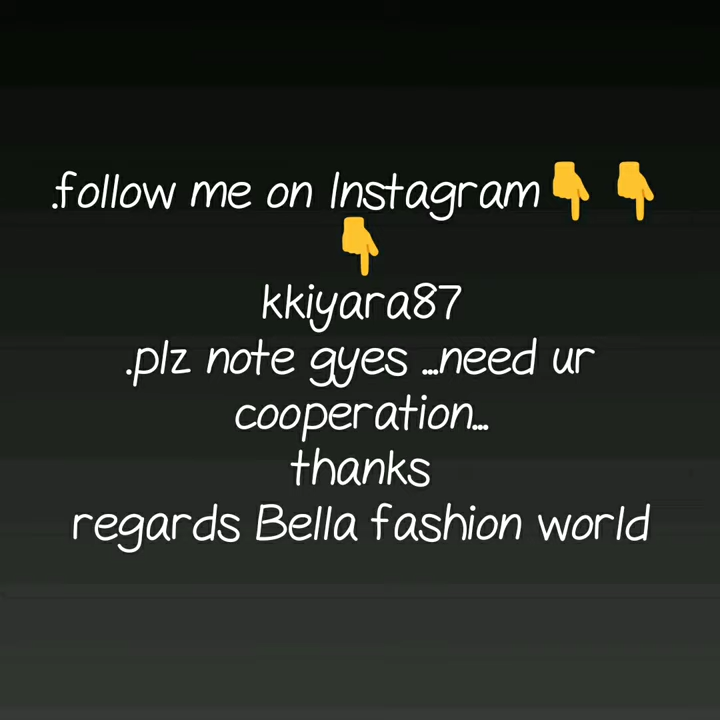 .follow me on Instagram👇 👇
👇
kkiyara87
.plz note gyes ...need ur
cooperation...
thanks
regards Bella fashion world